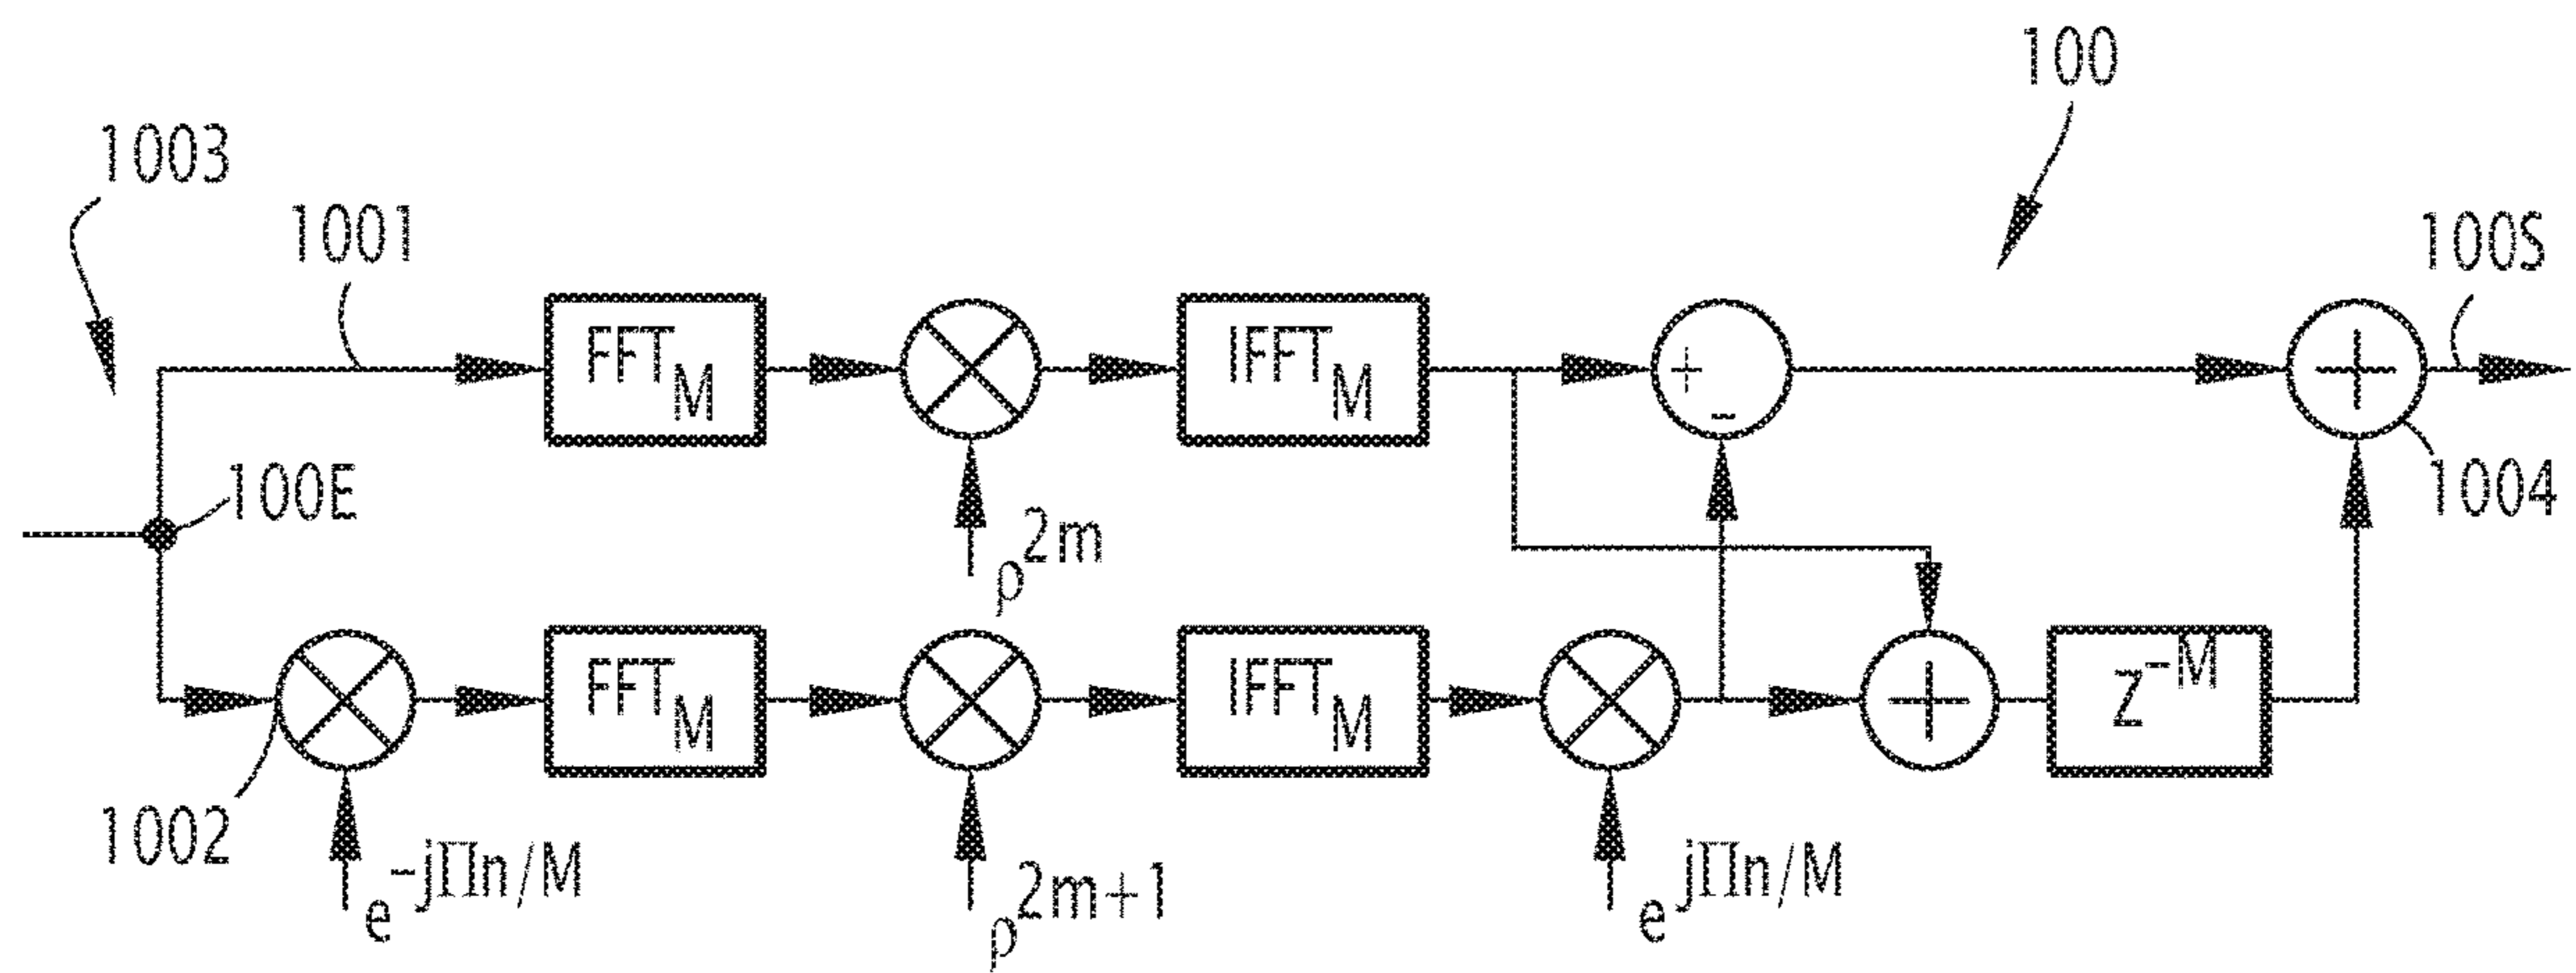 100
1003
1001
100S
FFT_M
IFFT_M
+
-
+
100E
1004
ρ^2m
FFT_M
IFFT_M
+
Z^-M
1002
e^-jΠn/M
ρ^2m+1
e^jΠn/M